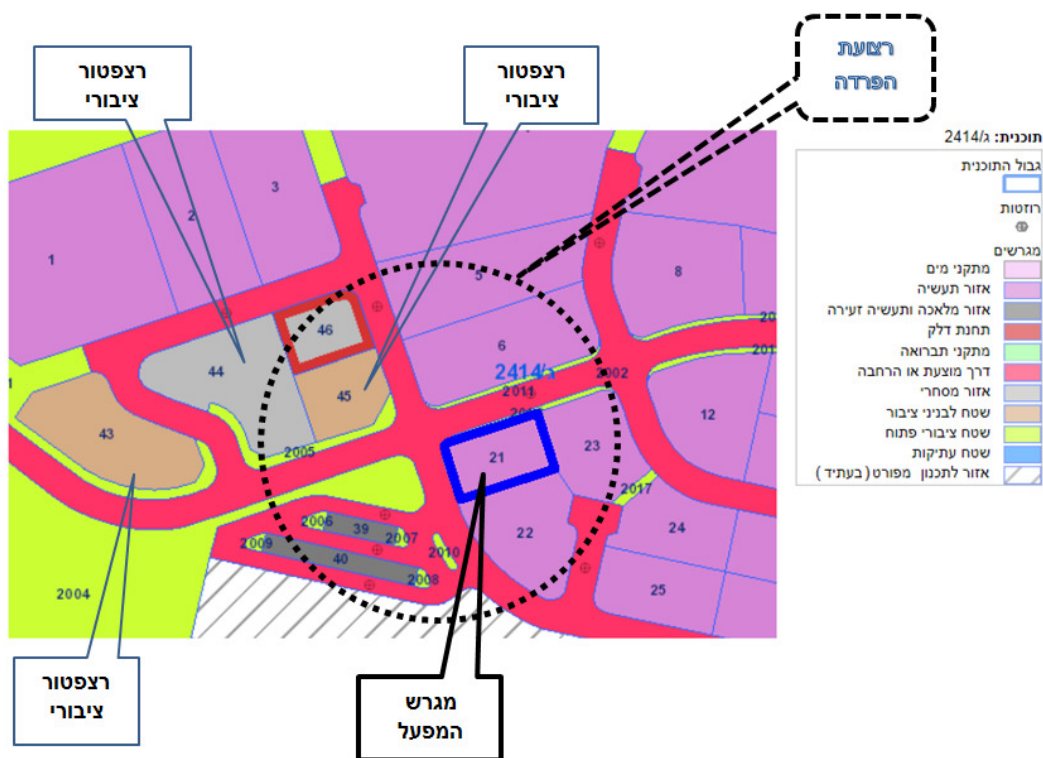 רצועת
הפרדה
רצפטור
ציבורי
רצפטור
ציבורי
תוכנית: ג/2414
גבול התוכנית
רוזטות
מגרשים
מתקני מים
אזור תעשיה
אזור מלאכה ותעשיה זעירה
תחנת דלק
מתקני תברואה
דרך מוצעת או הרחבה
אזור מסחרי
שטח לבניני ציבור
שטח ציבורי פתוח
שטח עתיקות
אזור לתכנון מפורט (בעתיד)
3
2
1
5
8
46
6
44
45
ג/2414
2002
2011
12
43
2005
21
23
2017
22
24
2006
39
2007
2009
40
2010
2008
2004
25
רצפטור
ציבורי
מגרש
המפעל